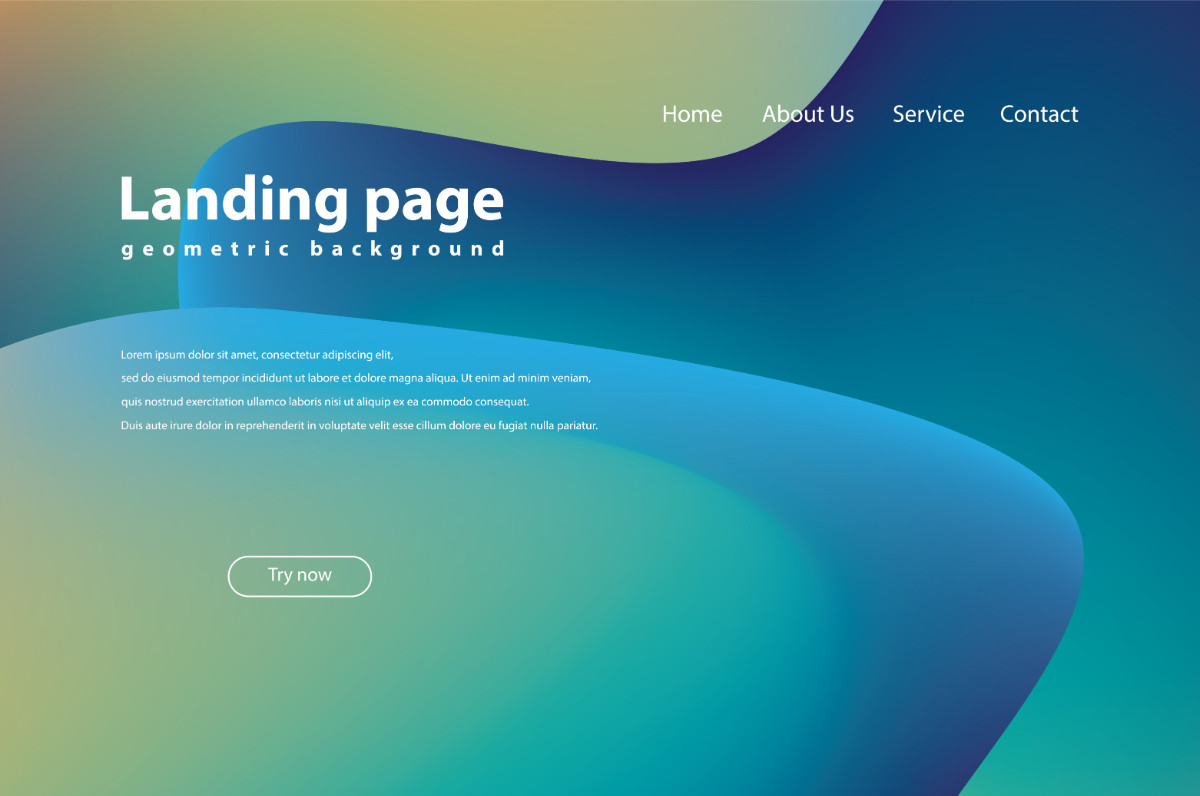 Home About Us Service Contact
Landing page
geometric background
Lorem ipsum dolor sit amet, consectetur adipiscing elit,
sed do eiusmod tempor incididunt ut labore et dolore magna aliqua. Ut enim ad minim veniam,
quis nostrud exercitation ullamco laboris nisi ut aliquip ex ea commodo consequat.
Duis aute irure dolor in reprehenderit in voluptate velit esse cillum dolore eu fugiat nulla pariatur.
Try now